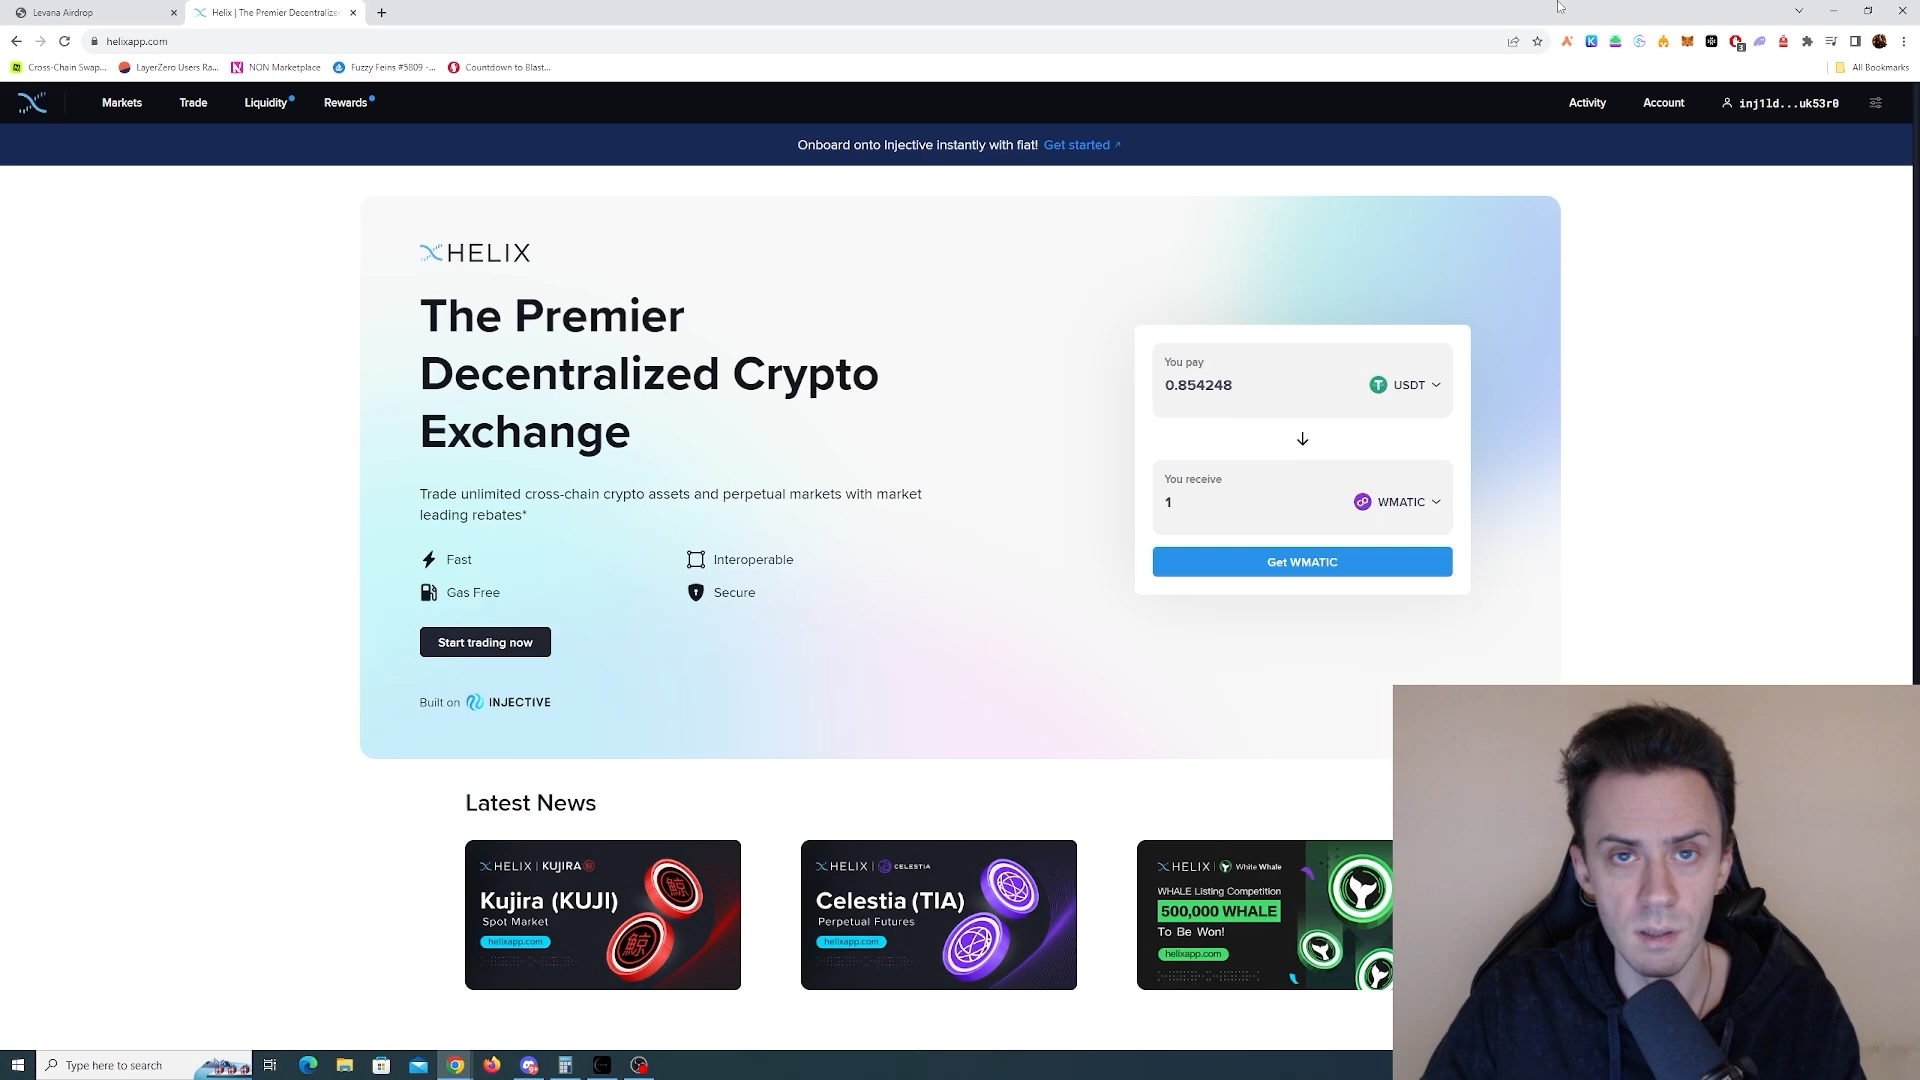 Levana Airdrop
Helix | The Premier Decentralize
helixapp.com
3
Cross-Chain Swap...
LayerZero Users Ra...
NON Marketplace
Fuzzy Feins #5809 -...
Countdown to Blast...
All Bookmarks
Markets
Trade
Liquidity
Rewards
Activity
Account
inj1ld...uk53r0
Onboard onto Injective instantly with fiat! Get started
HELIX
The Premier
Decentralized Crypto
Exchange
Trade unlimited cross-chain crypto assets and perpetual markets with market
leading rebates*
Fast
Interoperable
Gas Free
Secure
Start trading now
Built on INJECTIVE
You pay
0.854248
USDT
You receive
1
WMATIC
Get WMATIC
Latest News
HELIX | KUJIRA
Kujira (KUJI)
Spot Market
helixapp.com
HELIX | CELESTIA
Celestia (TIA)
Perpetual Futures
helixapp.com
HELIX | White Whale
WHALE Listing Competition
500,000 WHALE
To Be Won!
helixapp.com
Type here to search